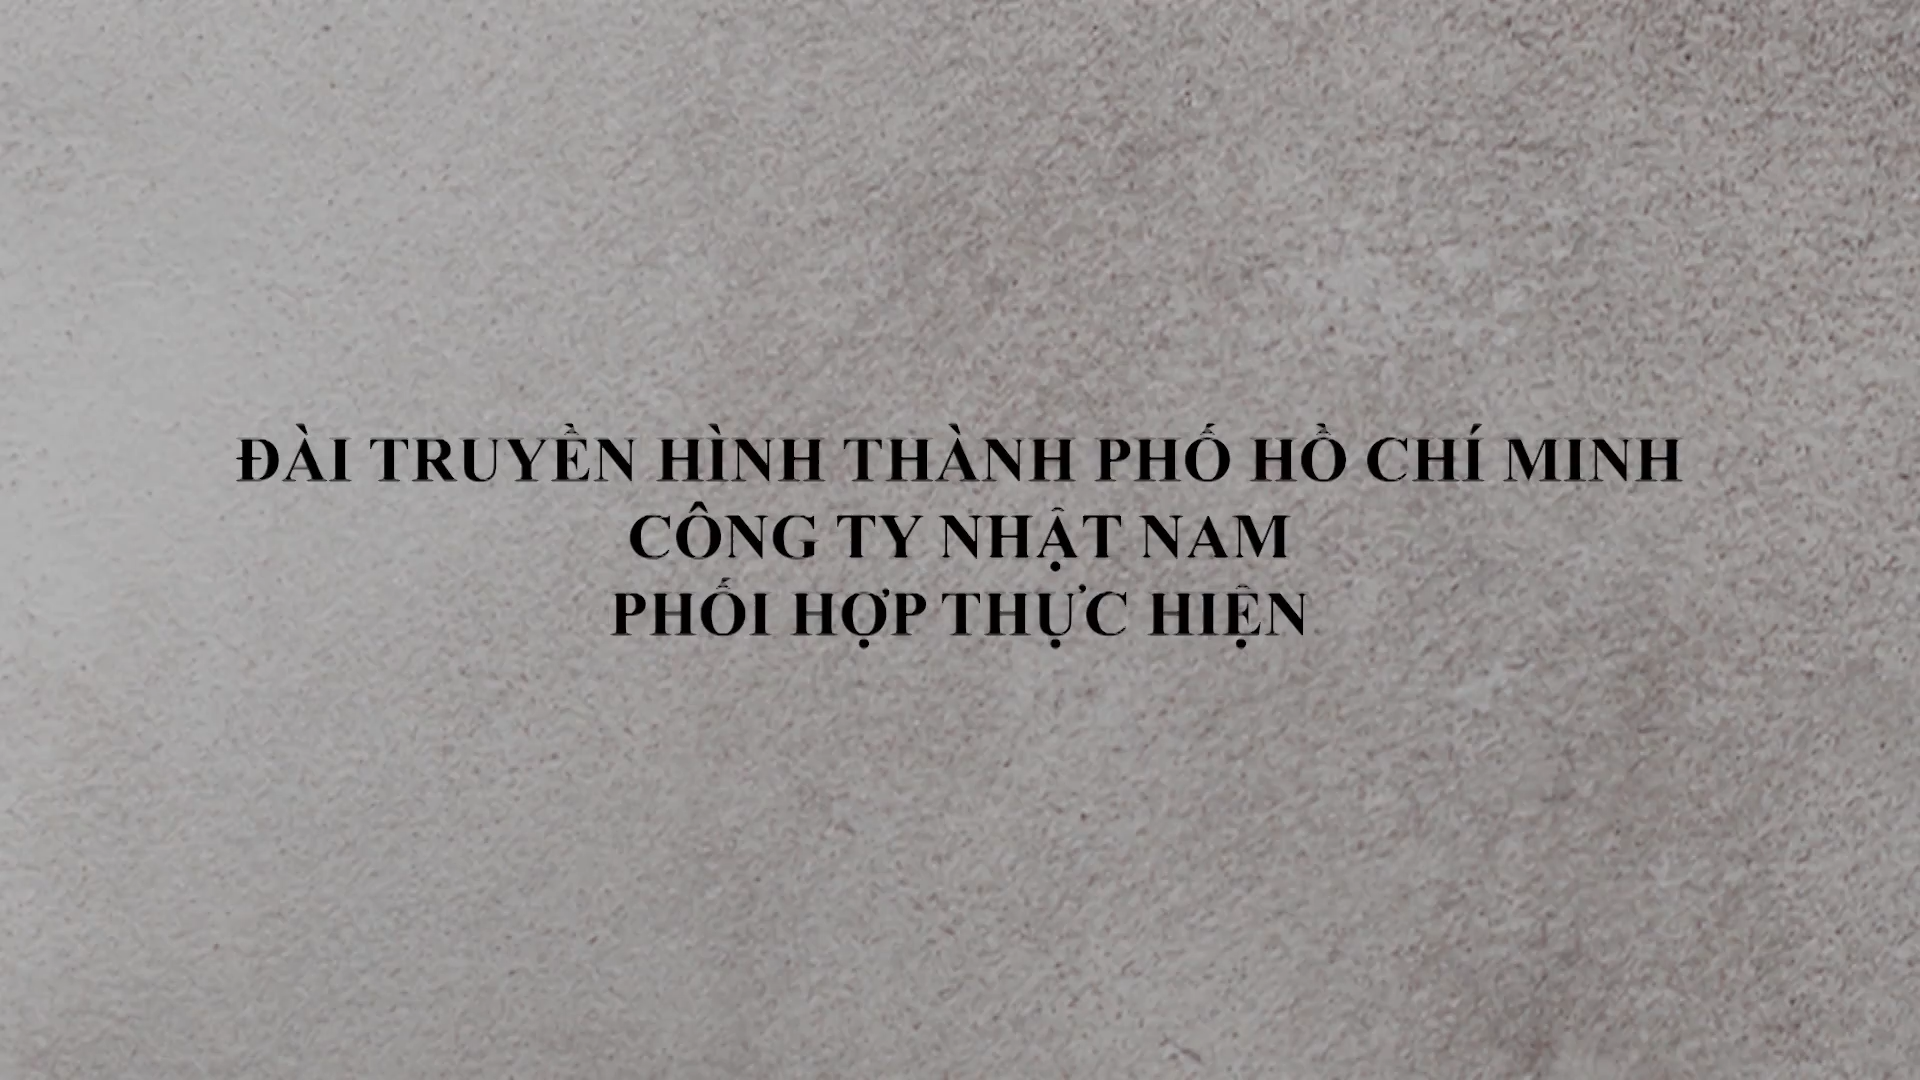 ĐÀI TRUYỀN HÌNH THÀNH PHỐ HỒ CHÍ MINH
CÔNG TY NHẬT NAM
PHỐI HỢP THỰC HIỆN